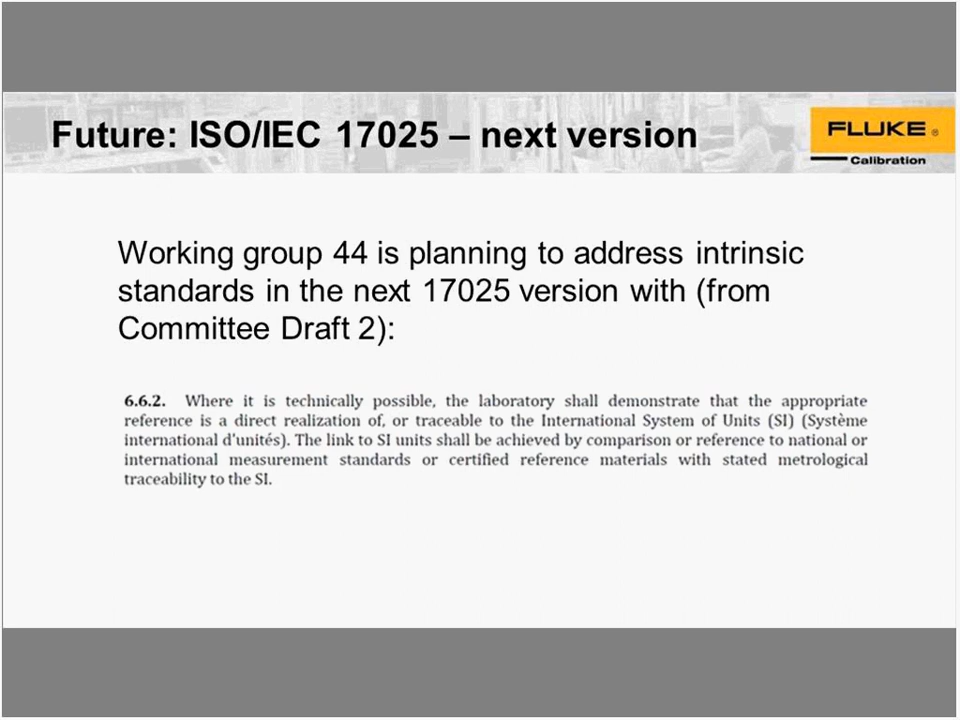 Future: ISO/IEC 17025 – next version
FLUKE ®
Calibration
Working group 44 is planning to address intrinsic
standards in the next 17025 version with (from
Committee Draft 2):
6.6.2. Where it is technically possible, the laboratory shall demonstrate that the appropriate
reference is a direct realization of, or traceable to the International System of Units (SI) (Système
international d'unités). The link to SI units shall be achieved by comparison or reference to national or
international measurement standards or certified reference materials with stated metrological
traceability to the SI.